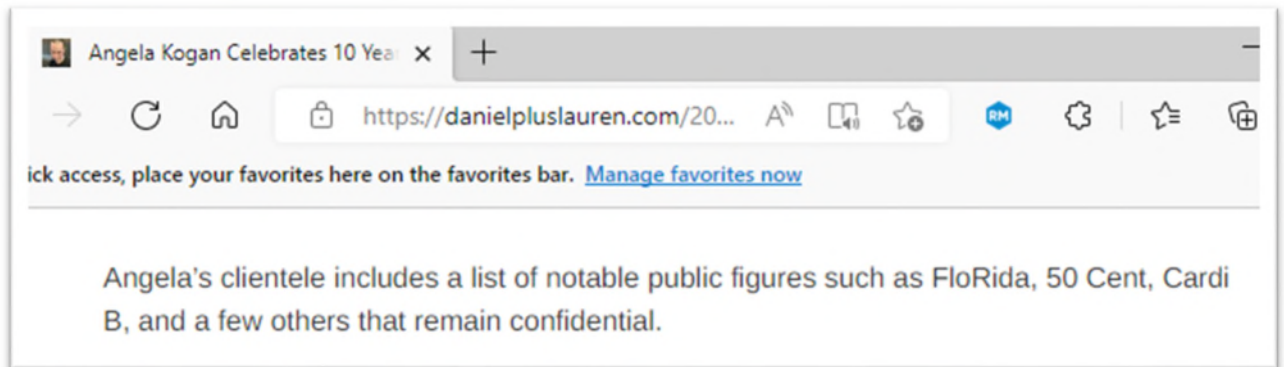 Angela Kogan Celebrates 10 Yea
https://danielpluslauren.com/20...
RM
ick access, place your favorites here on the favorites bar. Manage favorites now
Angela's clientele includes a list of notable public figures such as FloRida, 50 Cent, Cardi
B, and a few others that remain confidential.